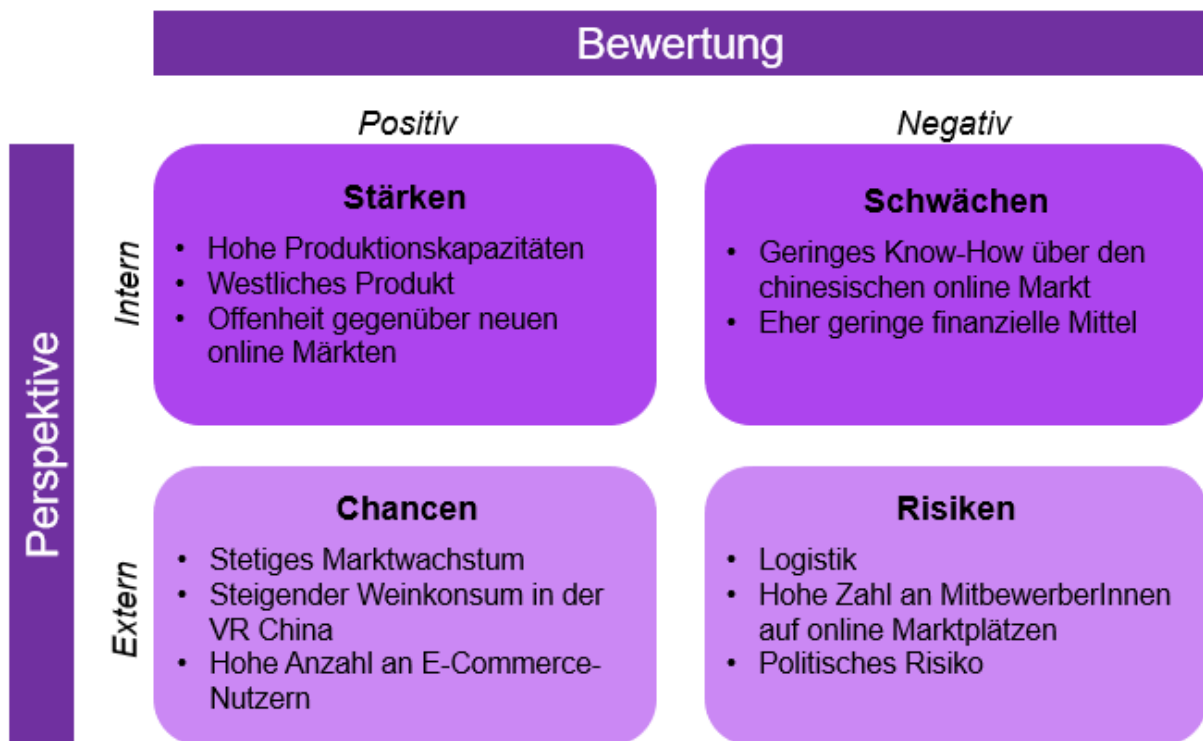 Bewertung
Positiv
Negativ
Perspektive
Intern
Stärken
• Hohe Produktionskapazitäten
• Westliches Produkt
• Offenheit gegenüber neuen
online Märkten
Schwächen
• Geringes Know-How über den
chinesischen online Markt
• Eher geringe finanzielle Mittel
Extern
Chancen
• Stetiges Marktwachstum
• Steigender Weinkonsum in der
VR China
• Hohe Anzahl an E-Commerce-
Nutzern
Risiken
• Logistik
• Hohe Zahl an MitbewerberInnen
auf online Marktplätzen
• Politisches Risiko